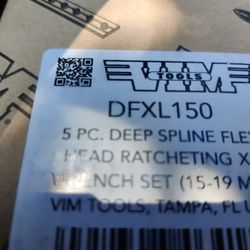 VIM
TOOLS
DFXL150
5 PC. DEEP SPLINE FLE
HEAD RATCHETING X
WRENCH SET (15-19 M
VIM TOOLS, TAMPA, FL U